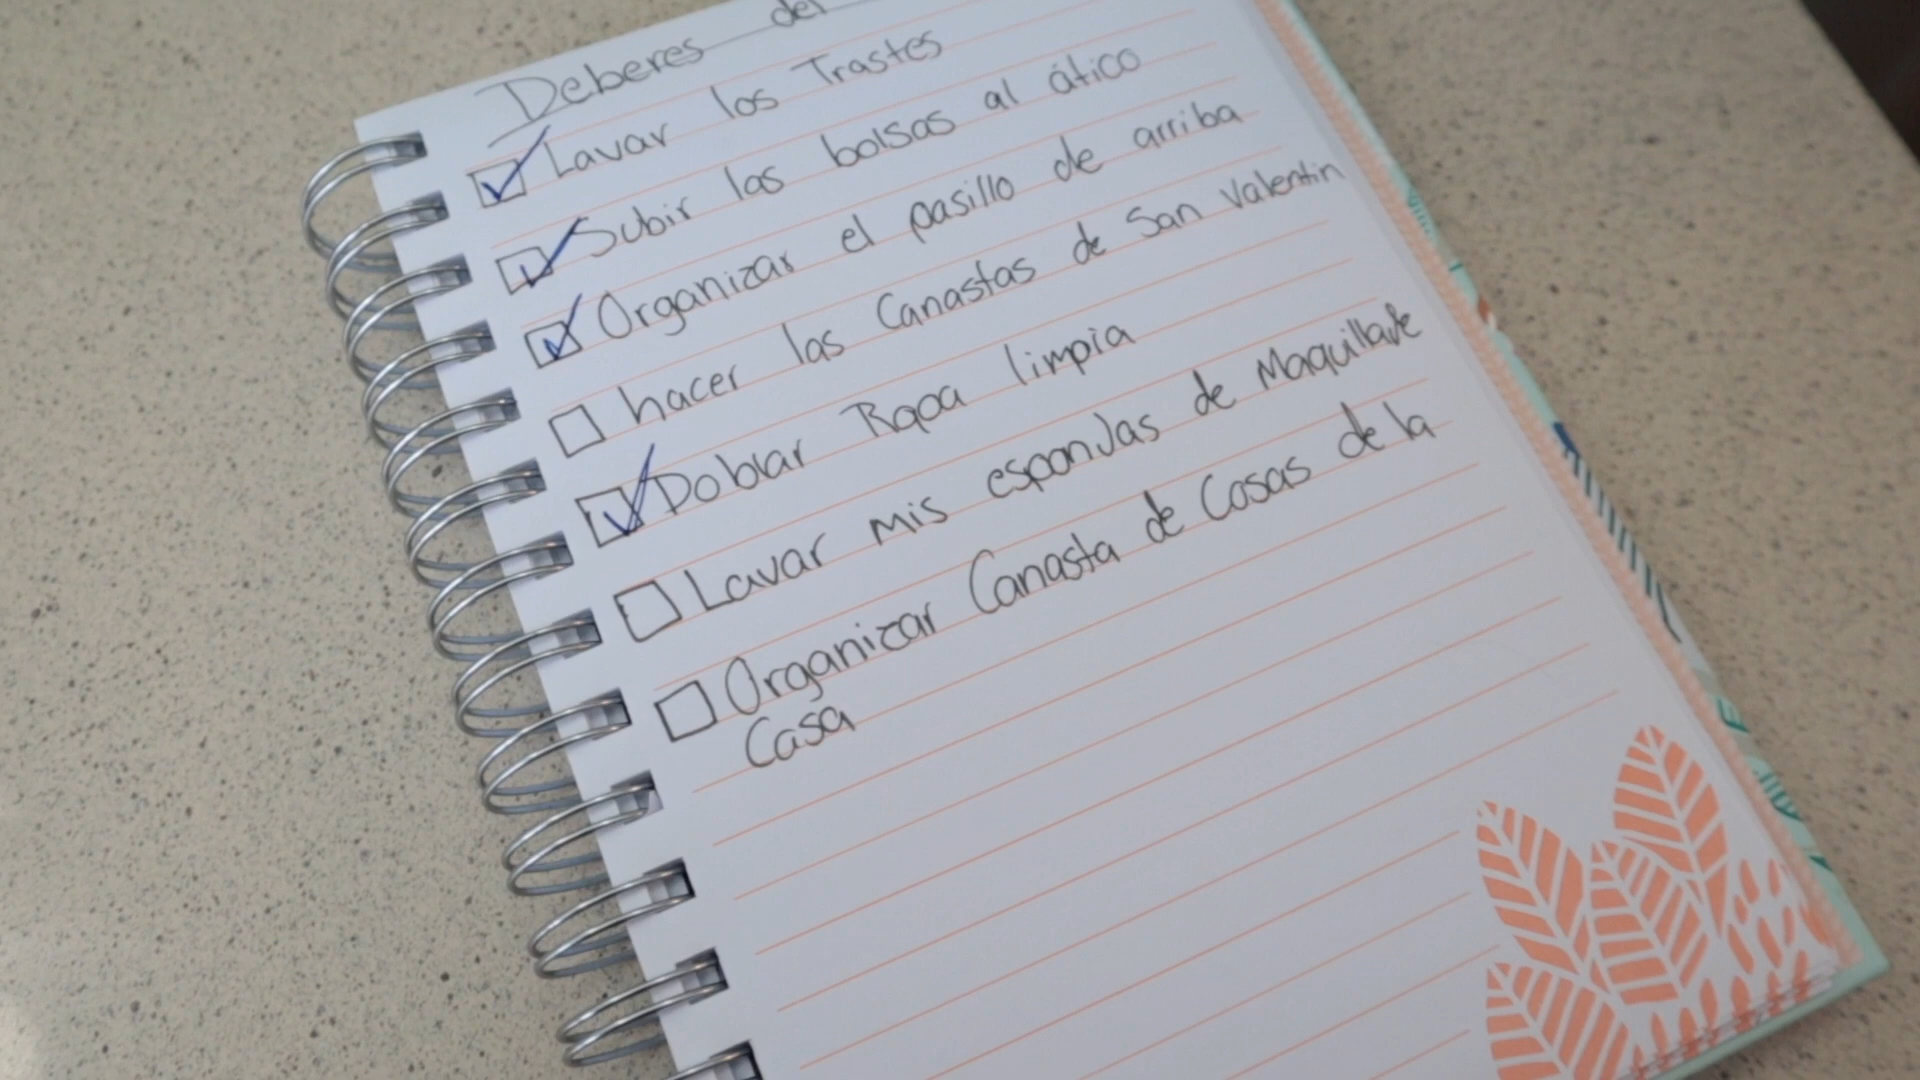 Deberes del
Lavar los Trastes
Subir las bolsas al ático
Organizar el pasillo de arriba
hacer las Canastas de San Valentin
Doblar Ropa limpia
Lavar mis esponJas de MaquillaJe
Organizar Canasta de Cosas de la
Casa